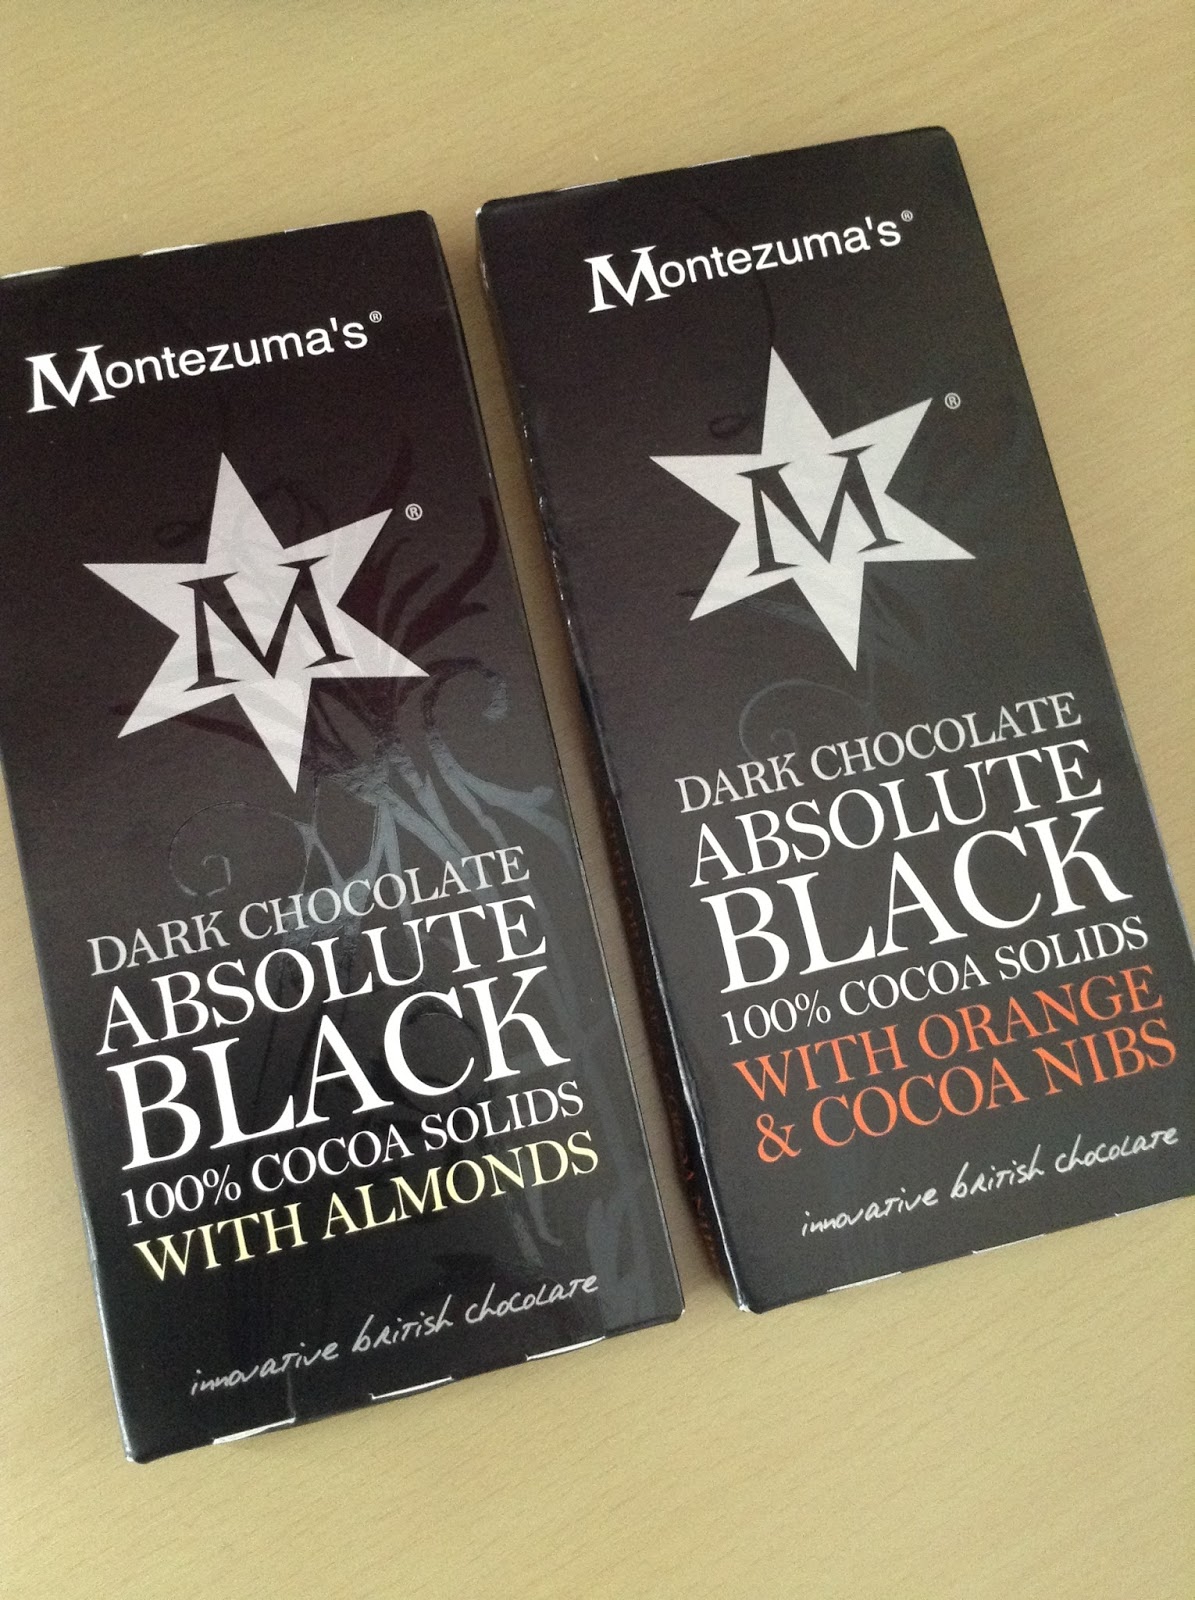 Montezuma's®
M®
DARK CHOCOLATE
ABSOLUTE
BLACK
100% COCOA SOLIDS
WITH ALMONDS
innovative british chocolate
Montezuma's®
M®
DARK CHOCOLATE
ABSOLUTE
BLACK
100% COCOA SOLIDS
WITH ORANGE
& COCOA NIBS
innovative british chocolate